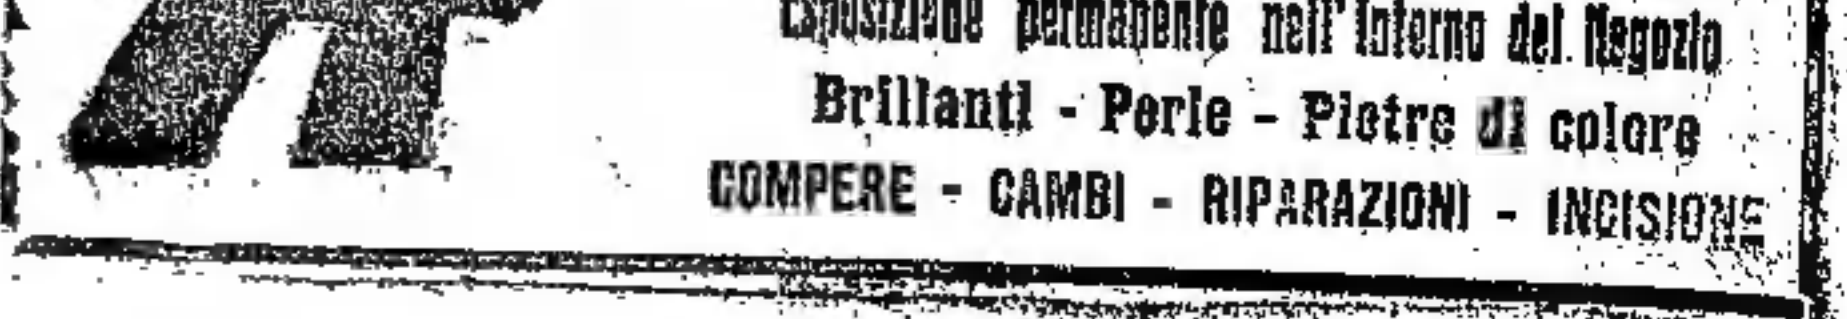 Esposizione permanente nell'Interno del Negozio
Brillanti - Perle - Pietre di colore
COMPERE - CAMBI - RIPARAZIONI - INCISIONE